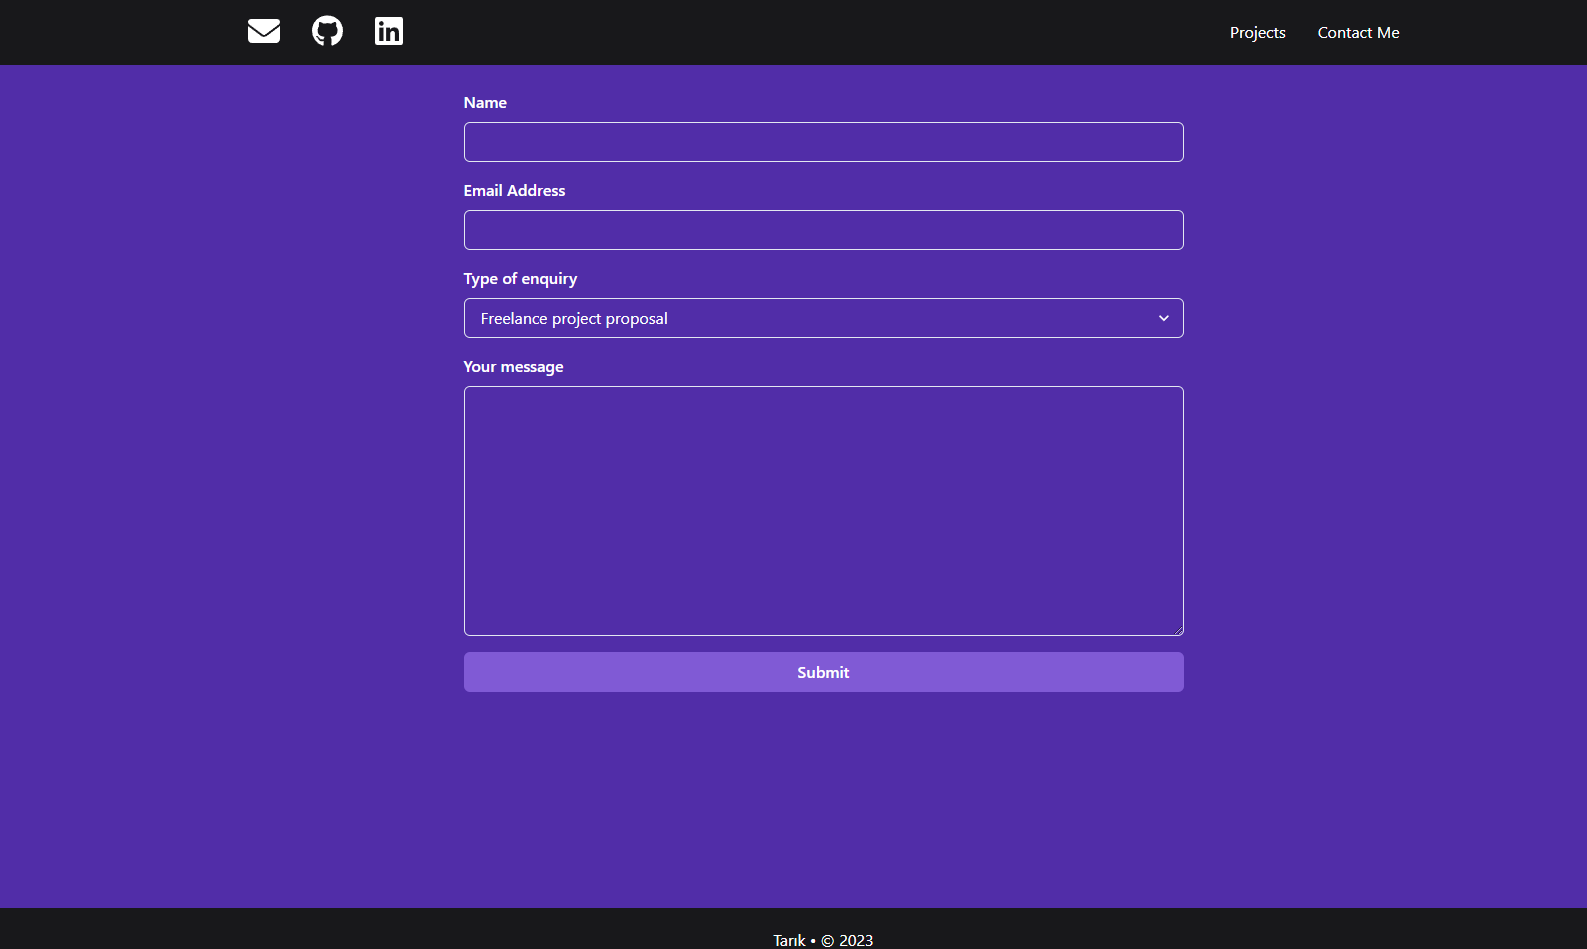 Projects Contact Me
Name
Email Address
Type of enquiry
Freelance project proposal
Your message
Submit
Tarık • © 2023